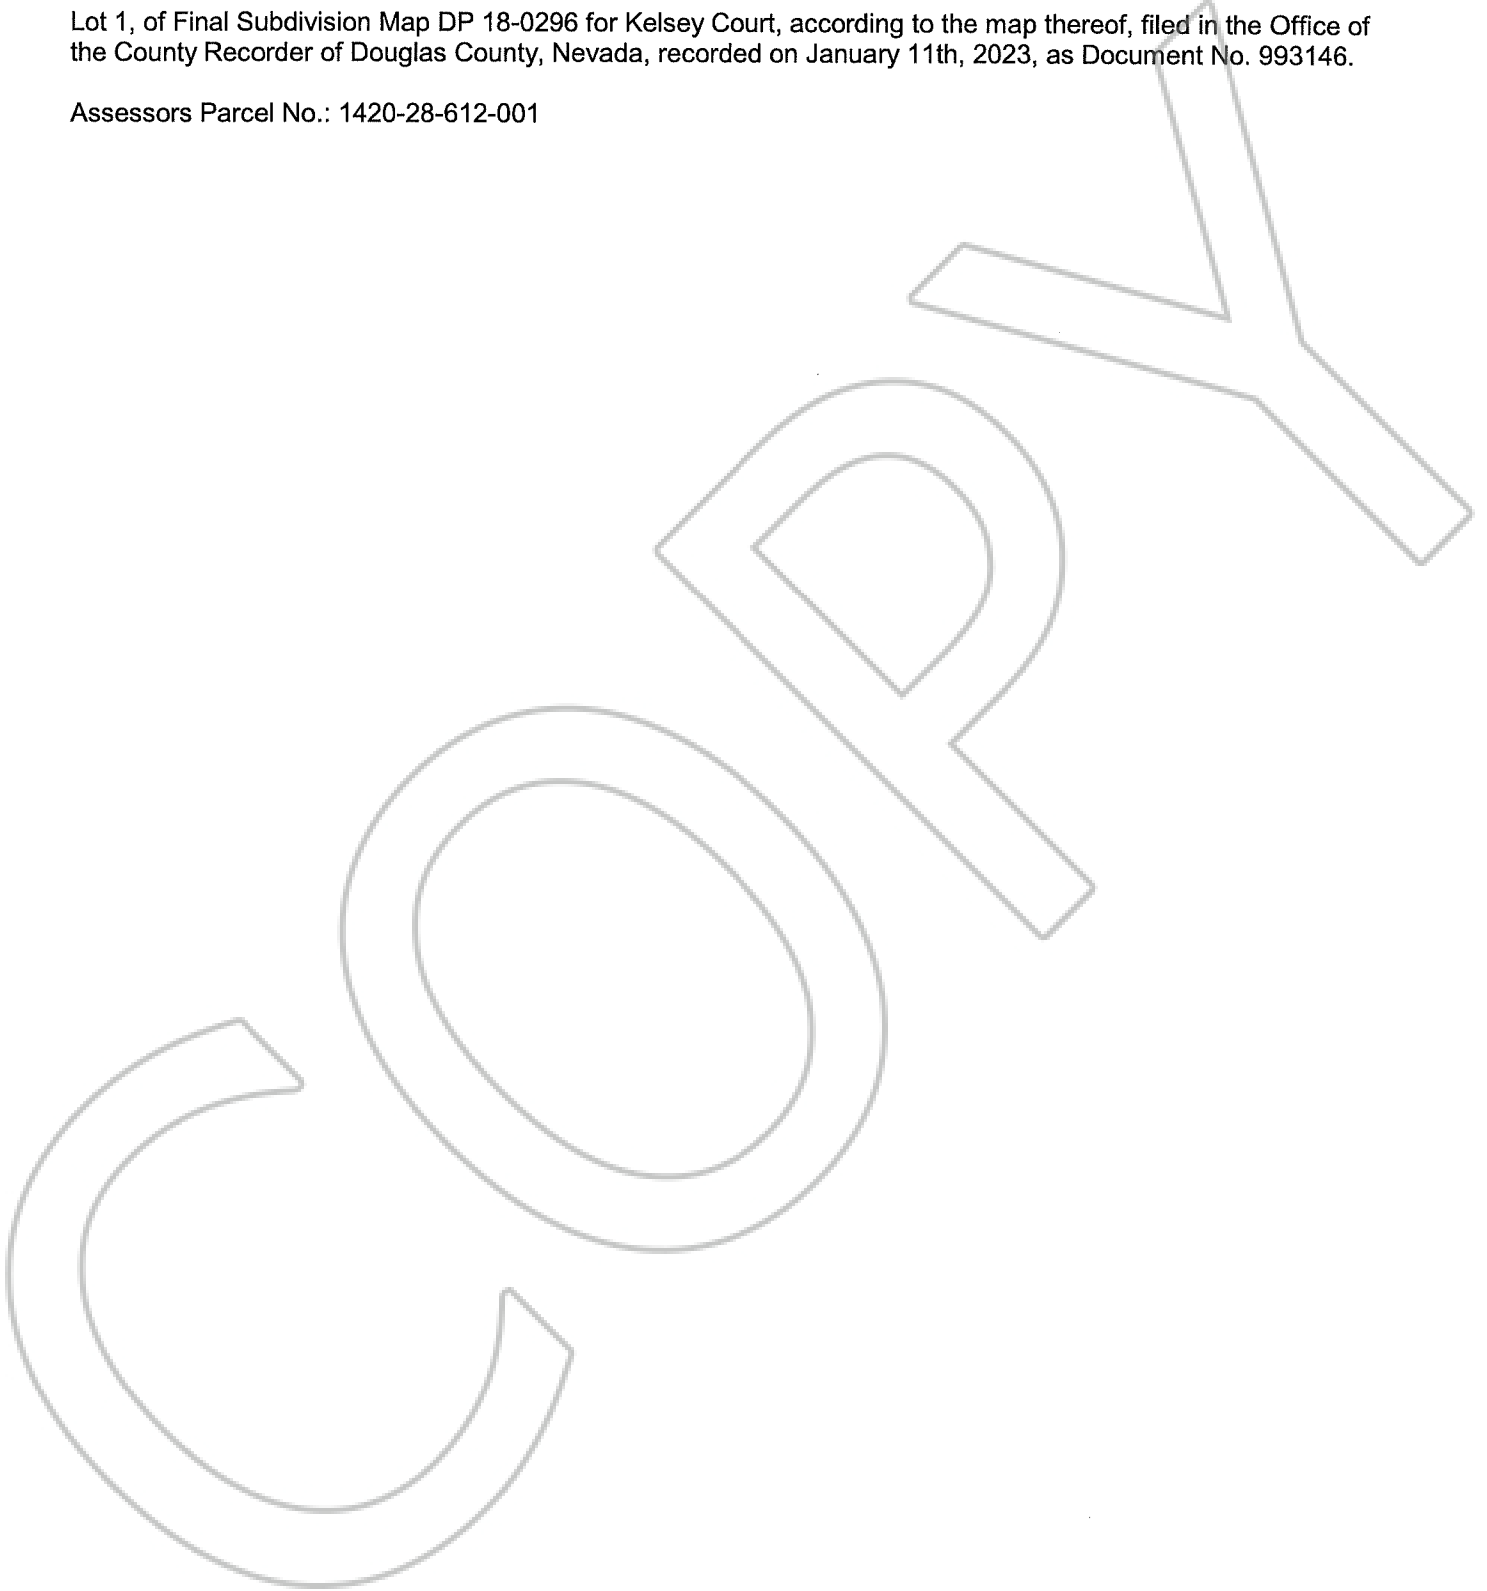 Lot 1, of Final Subdivision Map DP 18-0296 for Kelsey Court, according to the map thereof, filed in the Office of
the County Recorder of Douglas County, Nevada, recorded on January 11th, 2023, as Document No. 993146.
Assessors Parcel No.: 1420-28-612-001
COPY